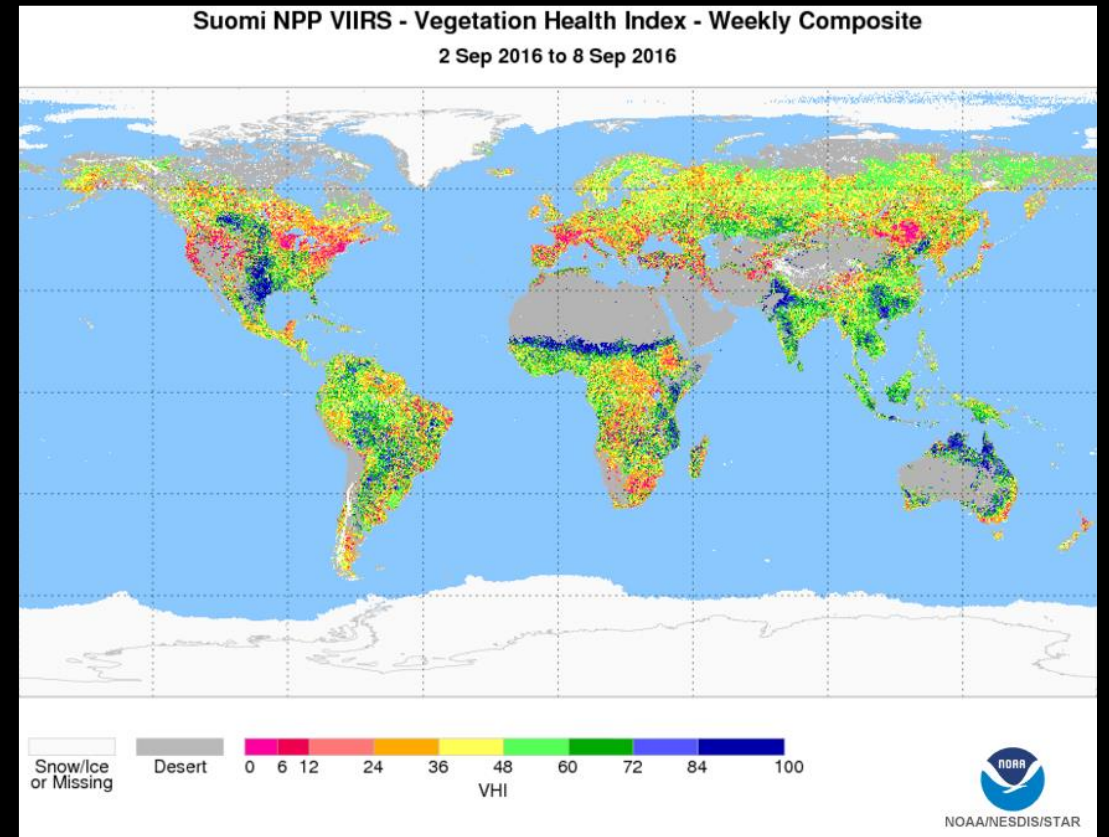 Suomi NPP VIIRS - Vegetation Health Index - Weekly Composite
2 Sep 2016 to 8 Sep 2016
Snow/Ice
or Missing
Desert
0 6 12 24 36 48 60 72 84 100
VHI
NOAA
NOAA/NESDIS/STAR